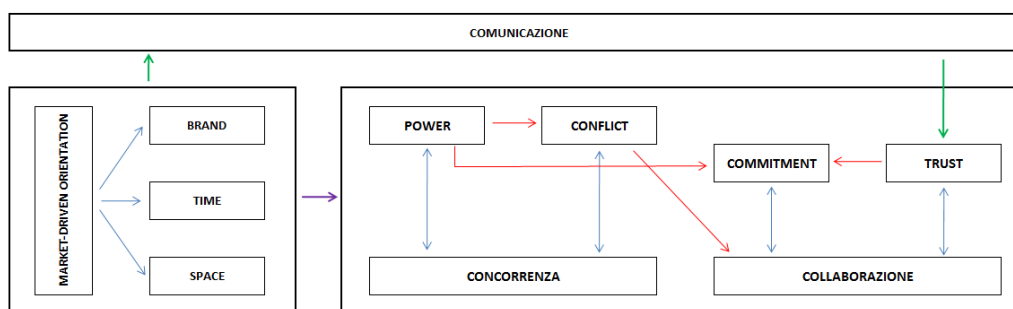 COMUNICAZIONE
MARKET-DRIVEN ORIENTATION
BRAND
TIME
SPACE
POWER
CONFLICT
COMMITMENT
TRUST
CONCORRENZA
COLLABORAZIONE